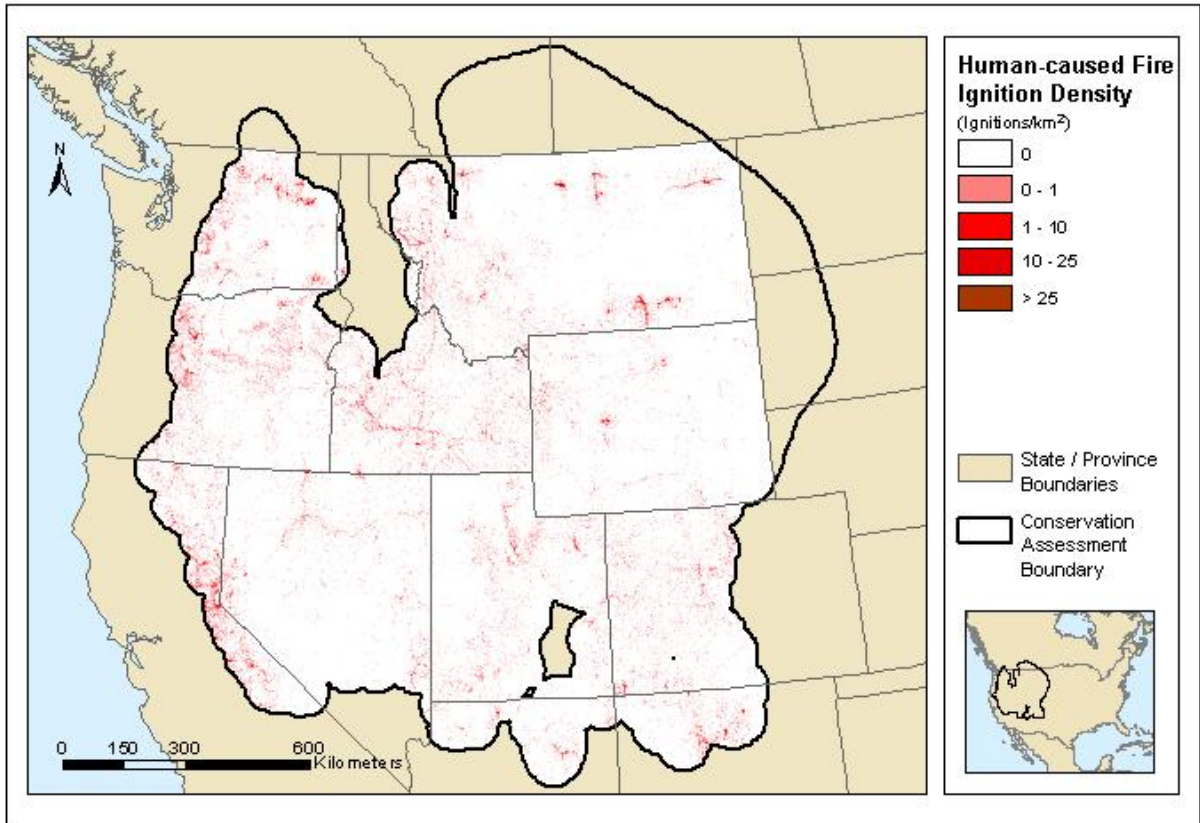 Human-caused Fire
Ignition Density
(Ignitions/km²)
0
0 - 1
1 - 10
10 - 25
> 25
State / Province
Boundaries
Conservation
Assessment
Boundary
N
0 150 300 600
Kilometers